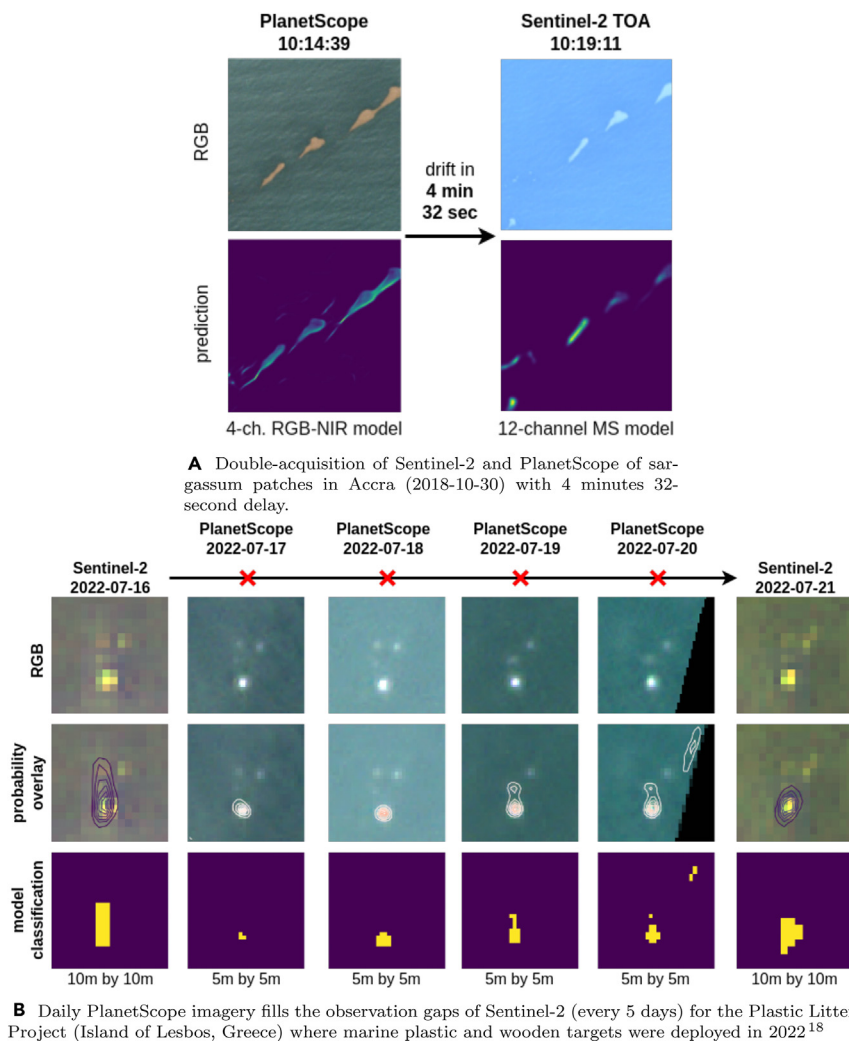 PlanetScope
10:14:39
Sentinel-2 TOA
10:19:11
RGB
drift in
4 min
32 sec
prediction
4-ch. RGB-NIR model
12-channel MS model
A Double-acquisition of Sentinel-2 and PlanetScope of sar-
gassum patches in Accra (2018-10-30) with 4 minutes 32-
second delay.
Sentinel-2
2022-07-16
PlanetScope
2022-07-17
PlanetScope
2022-07-18
PlanetScope
2022-07-19
PlanetScope
2022-07-20
Sentinel-2
2022-07-21
RGB
probability
overlay
model
classification
10m by 10m
5m by 5m
5m by 5m
5m by 5m
5m by 5m
10m by 10m
B Daily PlanetScope imagery fills the observation gaps of Sentinel-2 (every 5 days) for the Plastic Litter
Project (Island of Lesbos, Greece) where marine plastic and wooden targets were deployed in 2022 18